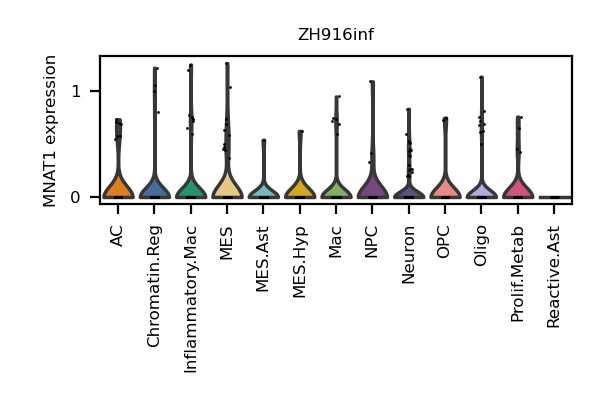 ZH916inf
MNAT1 expression
1
0
AC
Chromatin.Reg
Inflammatory.Mac
MES
MES.Ast
MES.Hyp
Mac
NPC
Neuron
OPC
Oligo
Prolif.Metab
Reactive.Ast